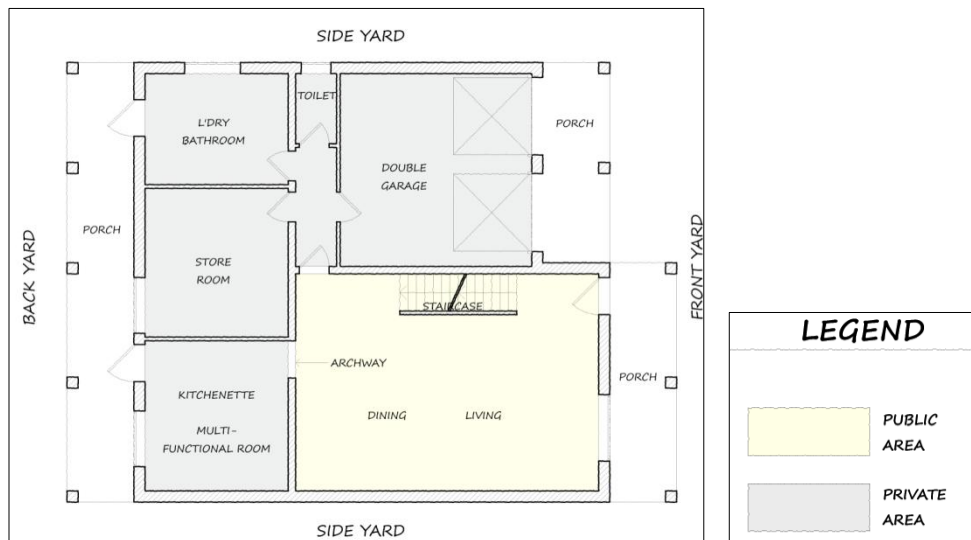 SIDE YARD
TOILET
L'DRY
BATHROOM
PORCH
DOUBLE
GARAGE
PORCH
BACK YARD
STORE
ROOM
FRONT YARD
STAIRCASE
ARCHWAY
PORCH
KITCHENETTE
DINING
LIVING
MULTI-
FUNCTIONAL ROOM
SIDE YARD
LEGEND
PUBLIC
AREA
PRIVATE
AREA